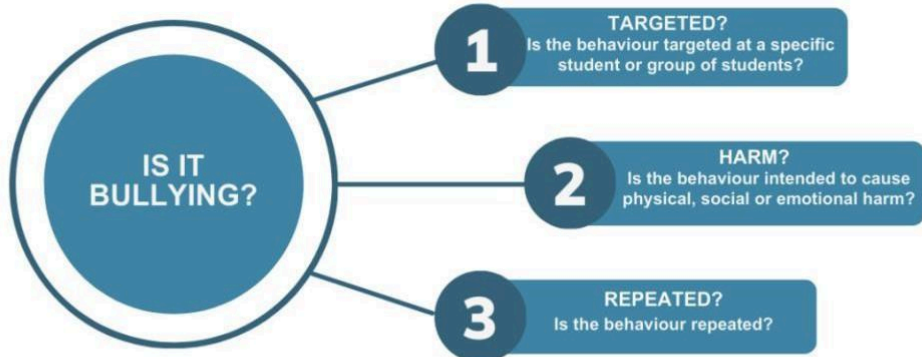 IS IT
BULLYING?
1
TARGETED?
Is the behaviour targeted at a specific
student or group of students?
2
HARM?
Is the behaviour intended to cause
physical, social or emotional harm?
3
REPEATED?
Is the behaviour repeated?